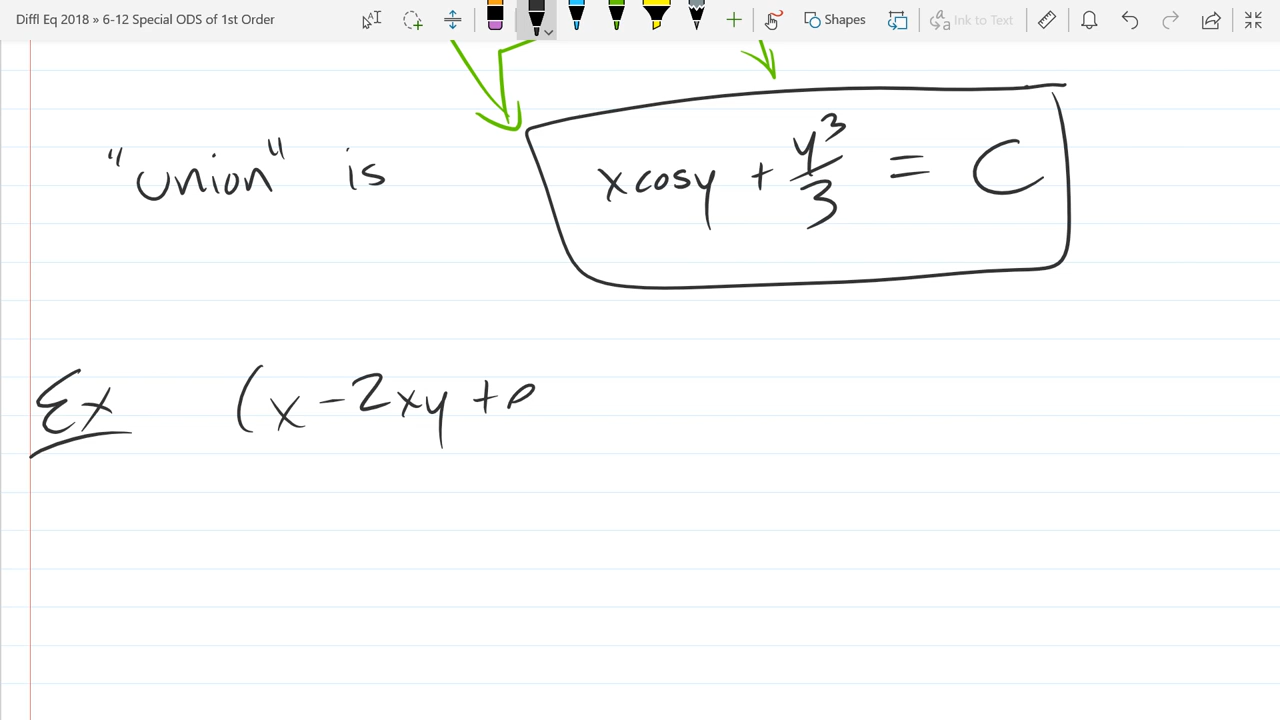 Diffl Eq 2018 » 6-12 Special ODS of 1st Order
Shapes
Ink to Text
"union" is x cos y + y³/3 = C
Ex (x - 2xy + e